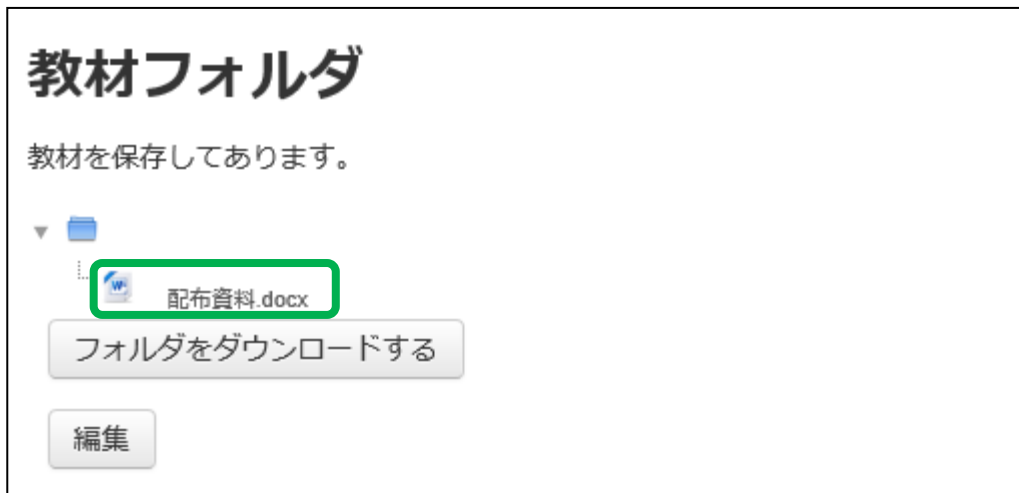 教材フォルダ
教材を保存してあります。
配布資料.docx
フォルダをダウンロードする
編集